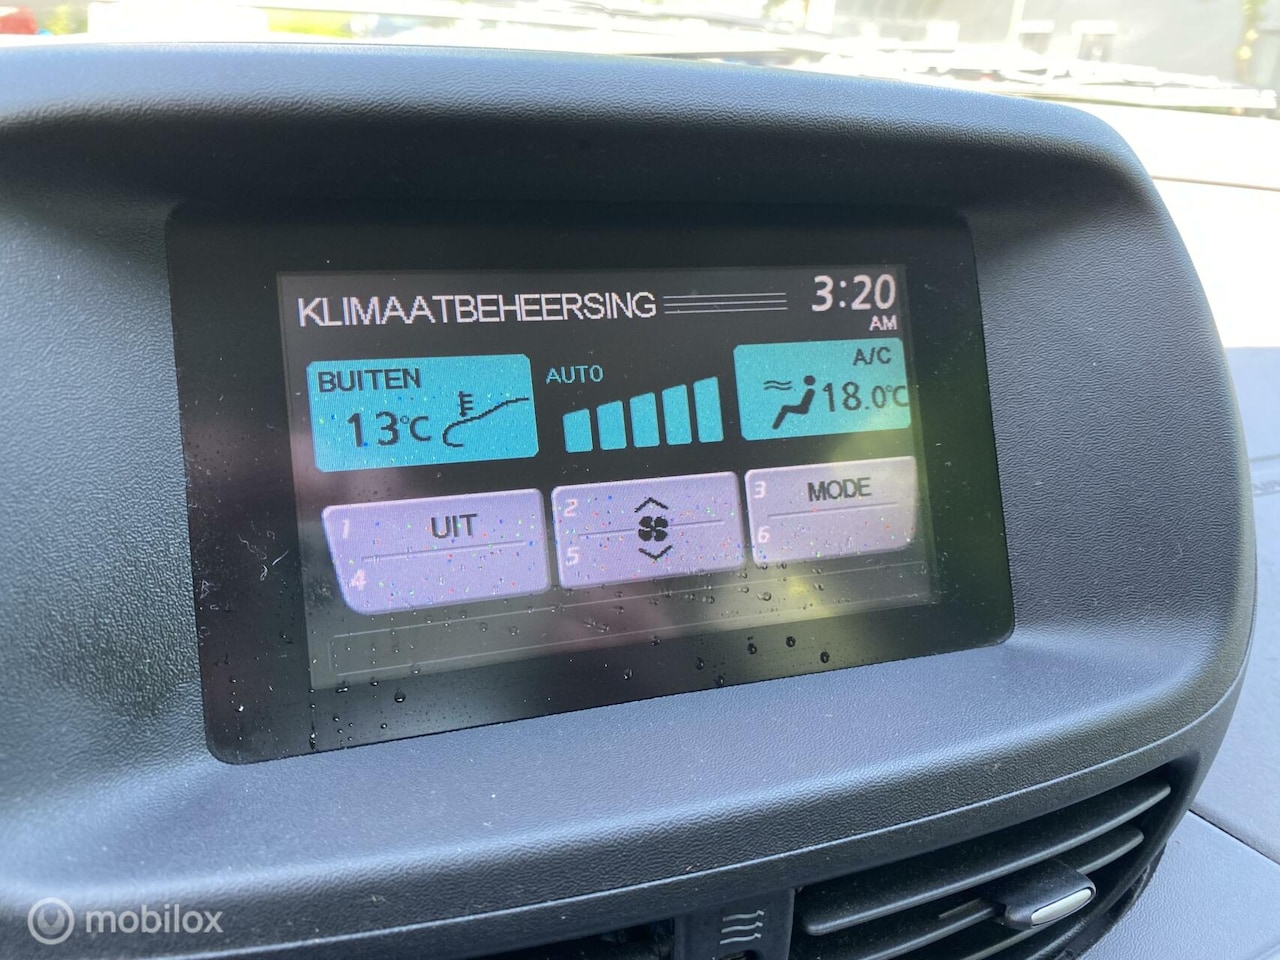 KLIMAATBEHEERSING 3:20
AM
BUITEN AUTO A/C
13°C 18.0°C
1 UIT 2 3 MODE
4 5 6
mobilox